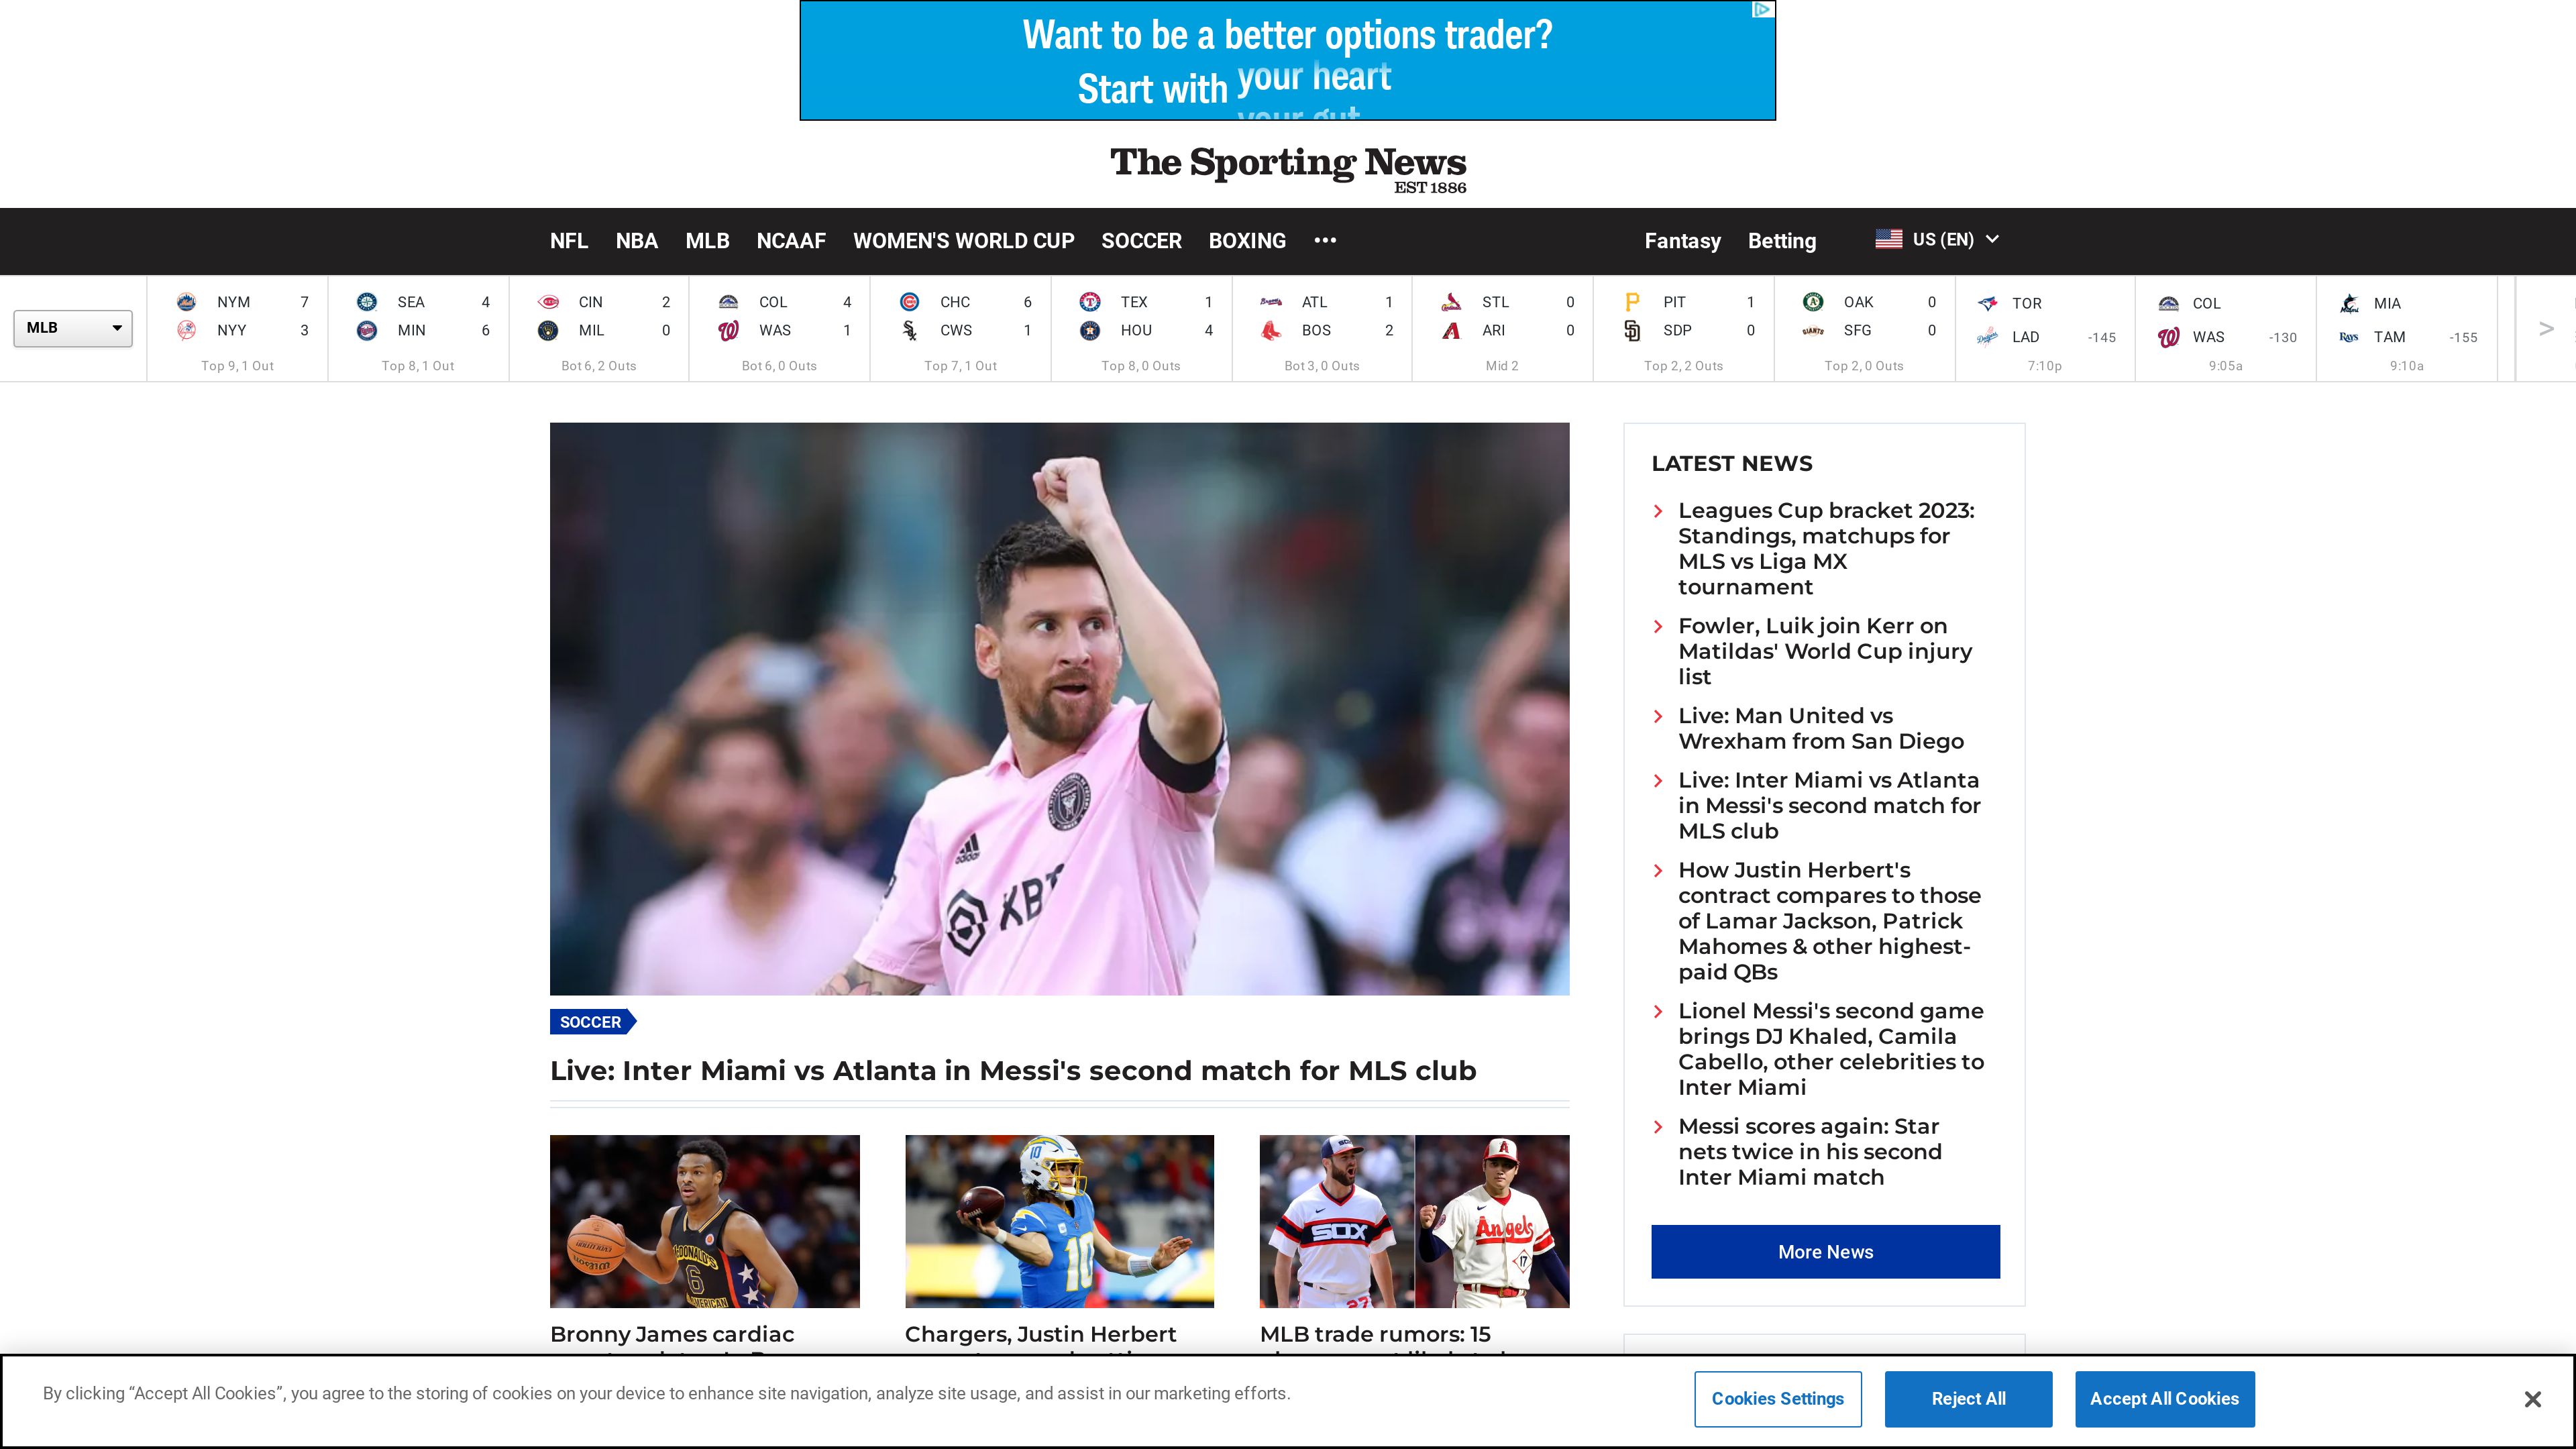 Want to be a better options trader?
Start with your heart
your gut
The Sporting News
EST 1886
NFL NBA MLB NCAAF WOMEN'S WORLD CUP SOCCER BOXING ••• Fantasy Betting US (EN)
MLB
NYM 7
NYY 3
Top 9, 1 Out
SEA 4
MIN 6
Top 8, 1 Out
CIN 2
MIL 0
Bot 6, 2 Outs
COL 4
WAS 1
Bot 6, 0 Outs
CHC 6
CWS 1
Top 7, 1 Out
TEX 1
HOU 4
Top 8, 0 Outs
ATL 1
BOS 2
Bot 3, 0 Outs
STL 0
ARI 0
Mid 2
PIT 1
SDP 0
Top 2, 2 Outs
OAK 0
SFG 0
Top 2, 0 Outs
TOR
LAD -145
7:10p
COL
WAS -130
9:05a
MIA
TAM -155
9:10a
>
adidas
XBT
SOCCER
Live: Inter Miami vs Atlanta in Messi's second match for MLS club
LATEST NEWS
Leagues Cup bracket 2023:
Standings, matchups for
MLS vs Liga MX
tournament
Fowler, Luik join Kerr on
Matildas' World Cup injury
list
Live: Man United vs
Wrexham from San Diego
Live: Inter Miami vs Atlanta
in Messi's second match for
MLS club
How Justin Herbert's
contract compares to those
of Lamar Jackson, Patrick
Mahomes & other highest-
paid QBs
Lionel Messi's second game
brings DJ Khaled, Camila
Cabello, other celebrities to
Inter Miami
Messi scores again: Star
nets twice in his second
Inter Miami match
More News
6
10
10
SOX
27
Angels
17
Bronny James cardiac
Chargers, Justin Herbert
MLB trade rumors: 15
By clicking “Accept All Cookies”, you agree to the storing of cookies on your device to enhance site navigation, analyze site usage, and assist in our marketing efforts.
Cookies Settings
Reject All
Accept All Cookies